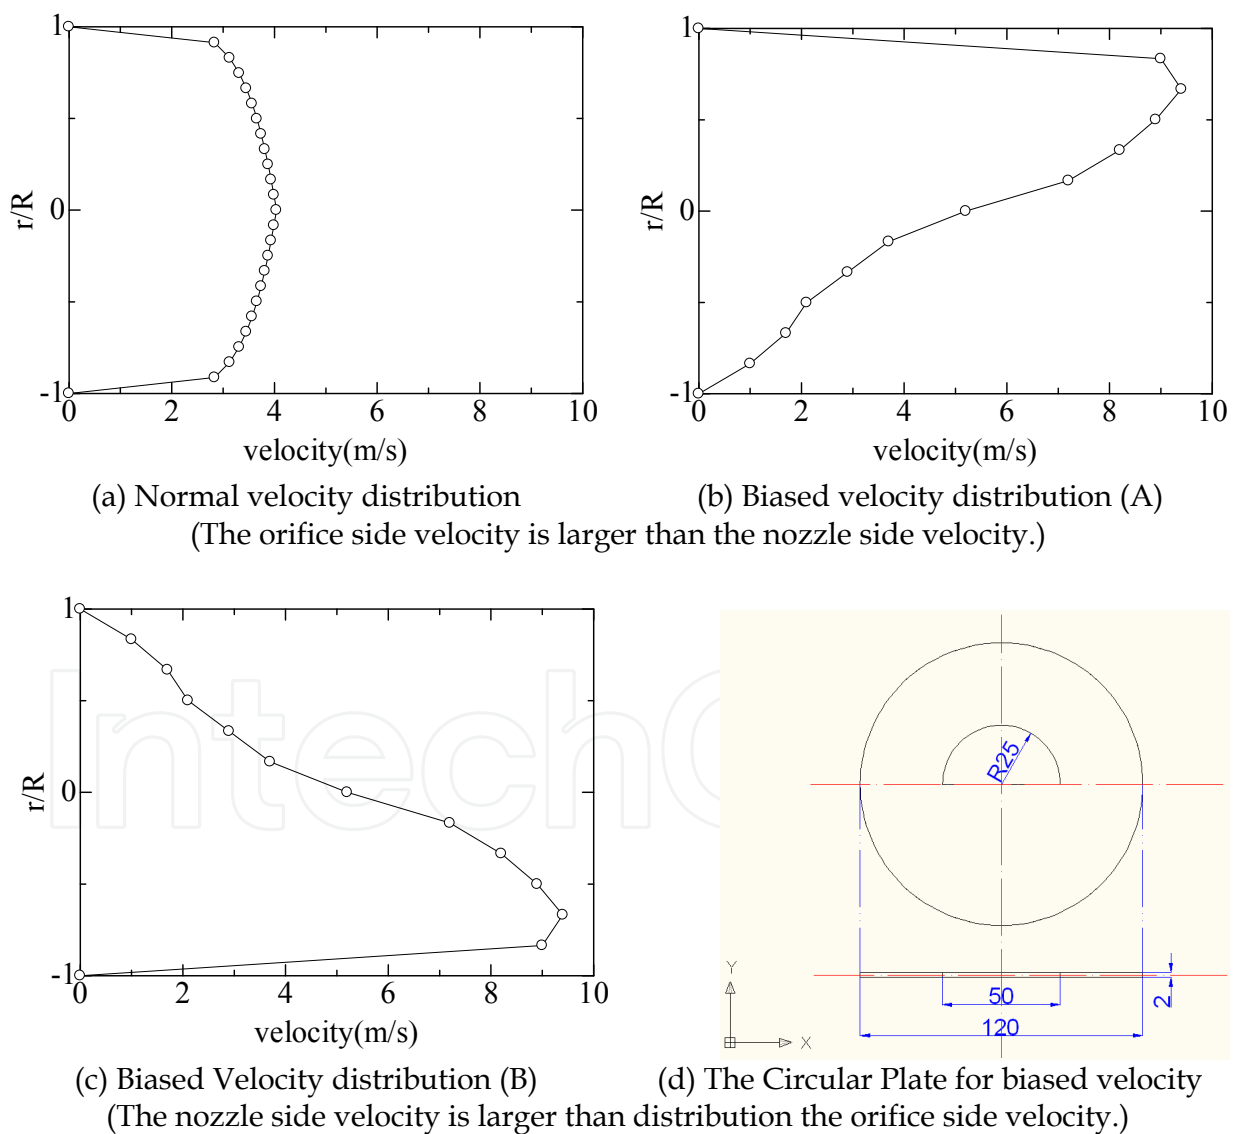 1
0
-1
r/R
0 2 4 6 8 10
velocity(m/s)
(a) Normal velocity distribution
1
0
-1
r/R
0 2 4 6 8 10
velocity(m/s)
(b) Biased velocity distribution (A)
(The orifice side velocity is larger than the nozzle side velocity.)
1
0
-1
r/R
0 2 4 6 8 10
velocity(m/s)
(c) Biased Velocity distribution (B)
R25
50
120
2
Y
X
(d) The Circular Plate for biased velocity
(The nozzle side velocity is larger than distribution the orifice side velocity.)